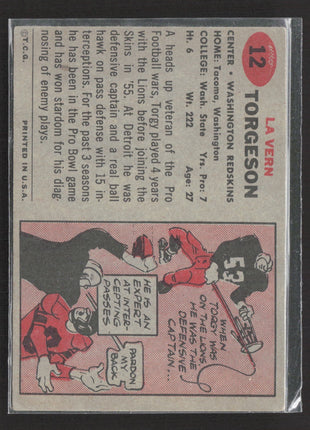 12
LA VERN
TORGESON
CENTER • WASHINGTON REDSKINS
HOME: Tacoma, Washington
COLLEGE: Wash. State Yrs. Pro: 7
Ht. 6 Wt. 222 Age: 27
A heads up veteran of the Pro
Football wars, Torgy played 4 years
with the Lions before joining the
Skins in '55. At Detroit he was
defensive captain and a real ball
hawk on pass defense with 15 in-
terceptions. For the past 3 seasons
he has been in the Pro Bowl game
and has won stardom for his diag-
nosing of enemy plays.
©T.C.G. PRINTED IN U.S.A.
WHEN
TORGY WAS
ON THE LIONS
HE WAS THE
DEFENSIVE
CAPTAIN...
53
HE IS AN
EXPERT
AT INTER-
CEPTING
PASSES.
PARDON
MY
BACK.